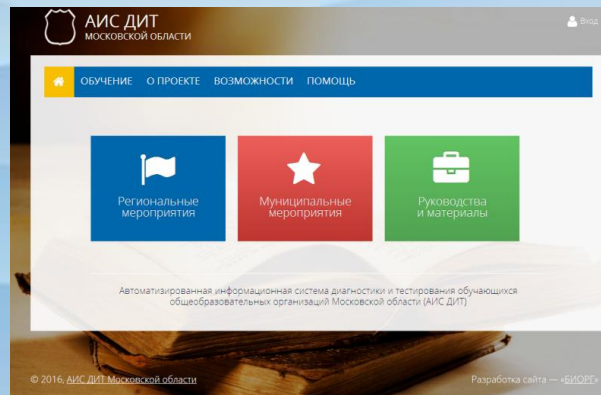 АИС ДИТ
МОСКОВСКОЙ ОБЛАСТИ
Вход
ОБУЧЕНИЕ О ПРОЕКТЕ ВОЗМОЖНОСТИ ПОМОЩЬ
Региональные мероприятия
Муниципальные мероприятия
Руководства и материалы
Автоматизированная информационная система диагностики и тестирования обучающихся
общеобразовательных организаций Московской области (АИС ДИТ)
© 2016, АИС ДИТ Московской области
Разработка сайта — «БИОРГ»